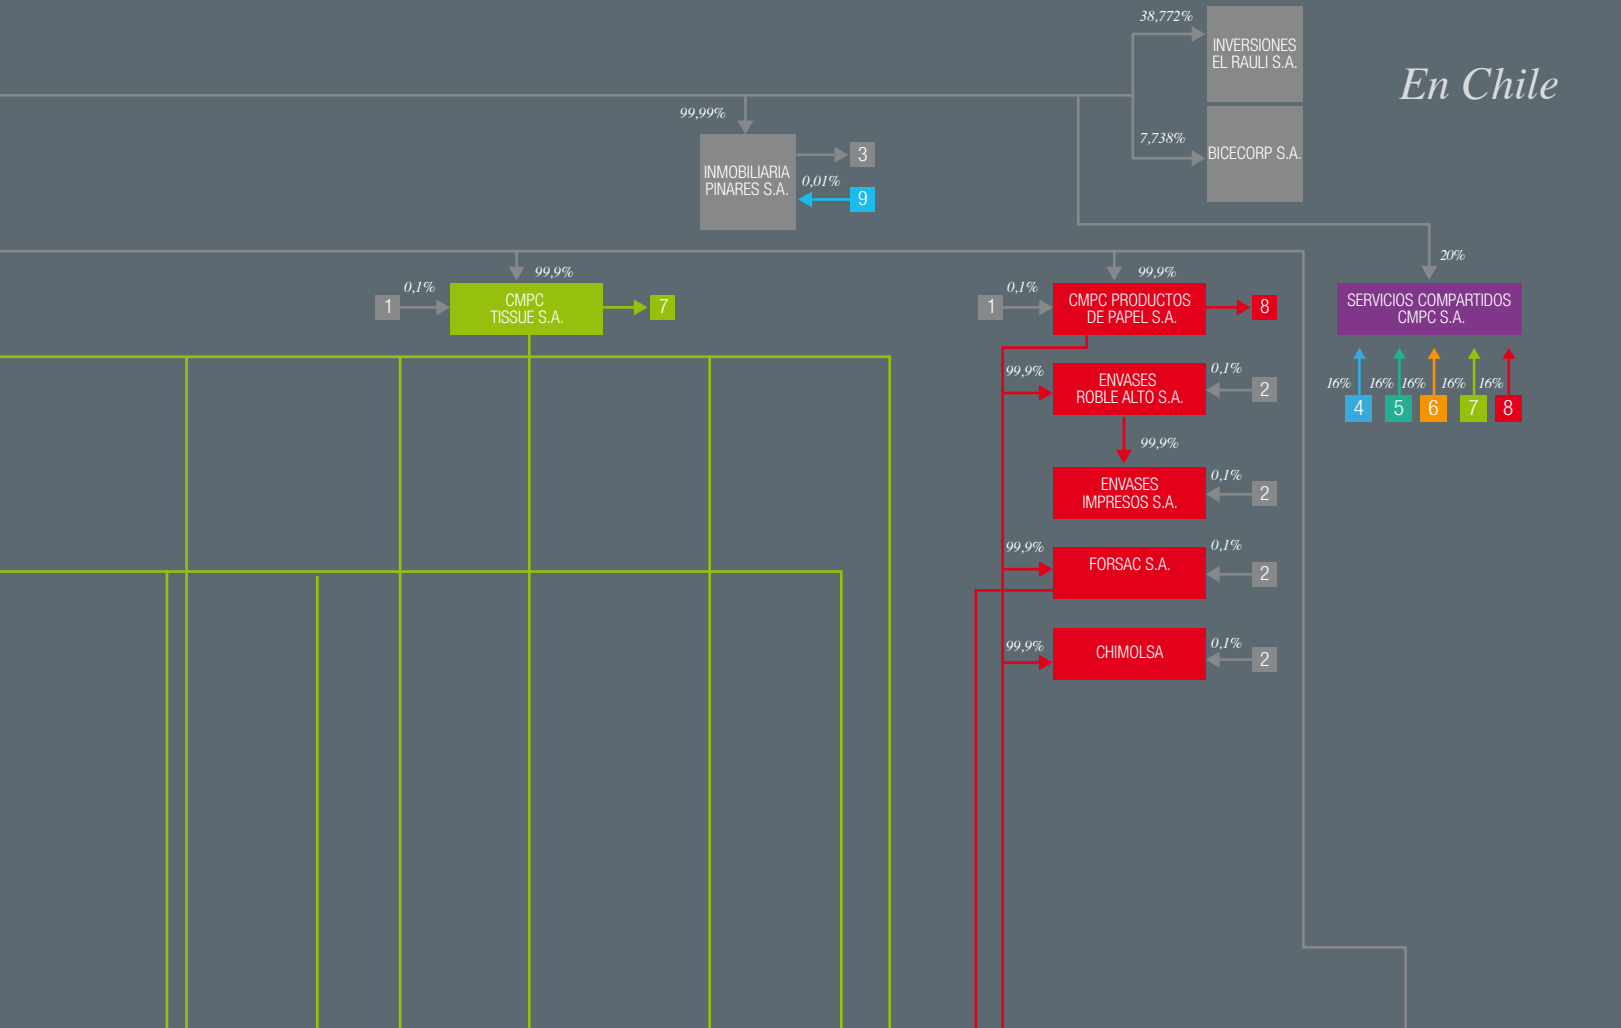 38,772%
INVERSIONES
EL RAULI S.A.
En Chile
99,99%
7,738%
BICECORP S.A.
INMOBILIARIA
PINARES S.A.
3
0,01%
9
20%
0,1%
99,9%
1
CMPC
TISSUE S.A.
7
0,1%
99,9%
1
CMPC PRODUCTOS
DE PAPEL S.A.
8
SERVICIOS COMPARTIDOS
CMPC S.A.
99,9%
ENVASES
ROBLE ALTO S.A.
0,1%
2
16%
16%
16%
16%
16%
4
5
6
7
8
99,9%
ENVASES
IMPRESOS S.A.
0,1%
2
99,9%
FORSAC S.A.
0,1%
2
99,9%
CHIMOLSA
0,1%
2